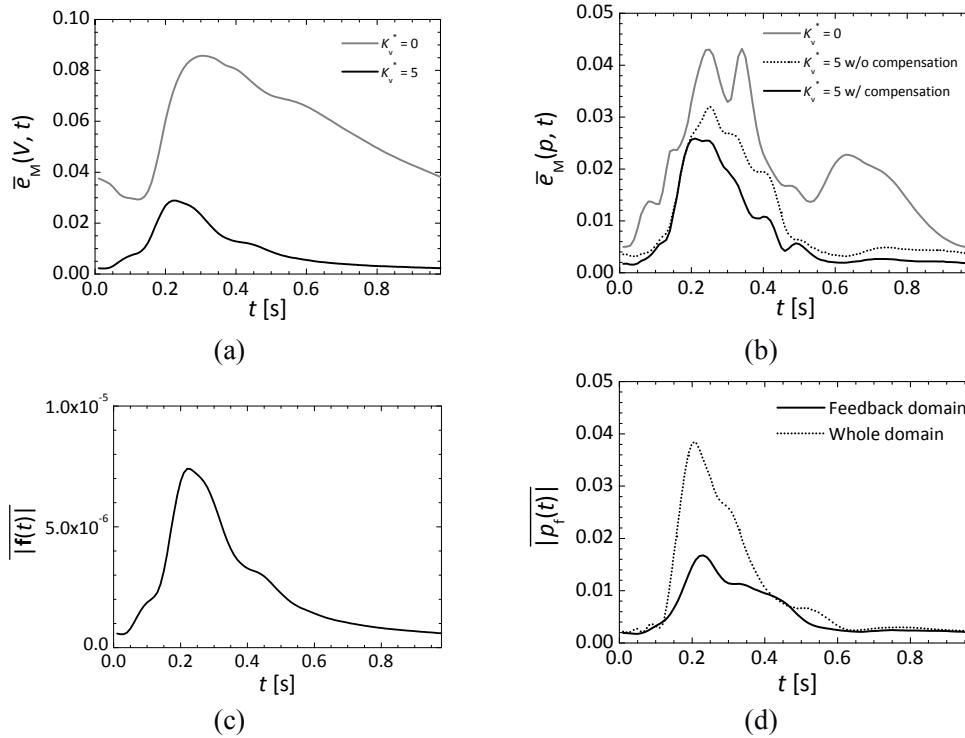 0.10
0.08
0.06
0.04
0.02
0.00
e̅_M(V, t)
K_v^* = 0
K_v^* = 5
0.0 0.2 0.4 0.6 0.8
t [s]
(a)
0.05
0.04
0.03
0.02
0.01
0.00
e̅_M(p, t)
K_v^* = 0
K_v^* = 5 w/o compensation
K_v^* = 5 w/ compensation
0.0 0.2 0.4 0.6 0.8
t [s]
(b)
1.0x10^-5
5.0x10^-6
0.0
|f(t)|
0.0 0.2 0.4 0.6 0.8
t [s]
(c)
0.05
0.04
0.03
0.02
0.01
0.00
|p_f(t)|
Feedback domain
Whole domain
0.0 0.2 0.4 0.6 0.8
t [s]
(d)